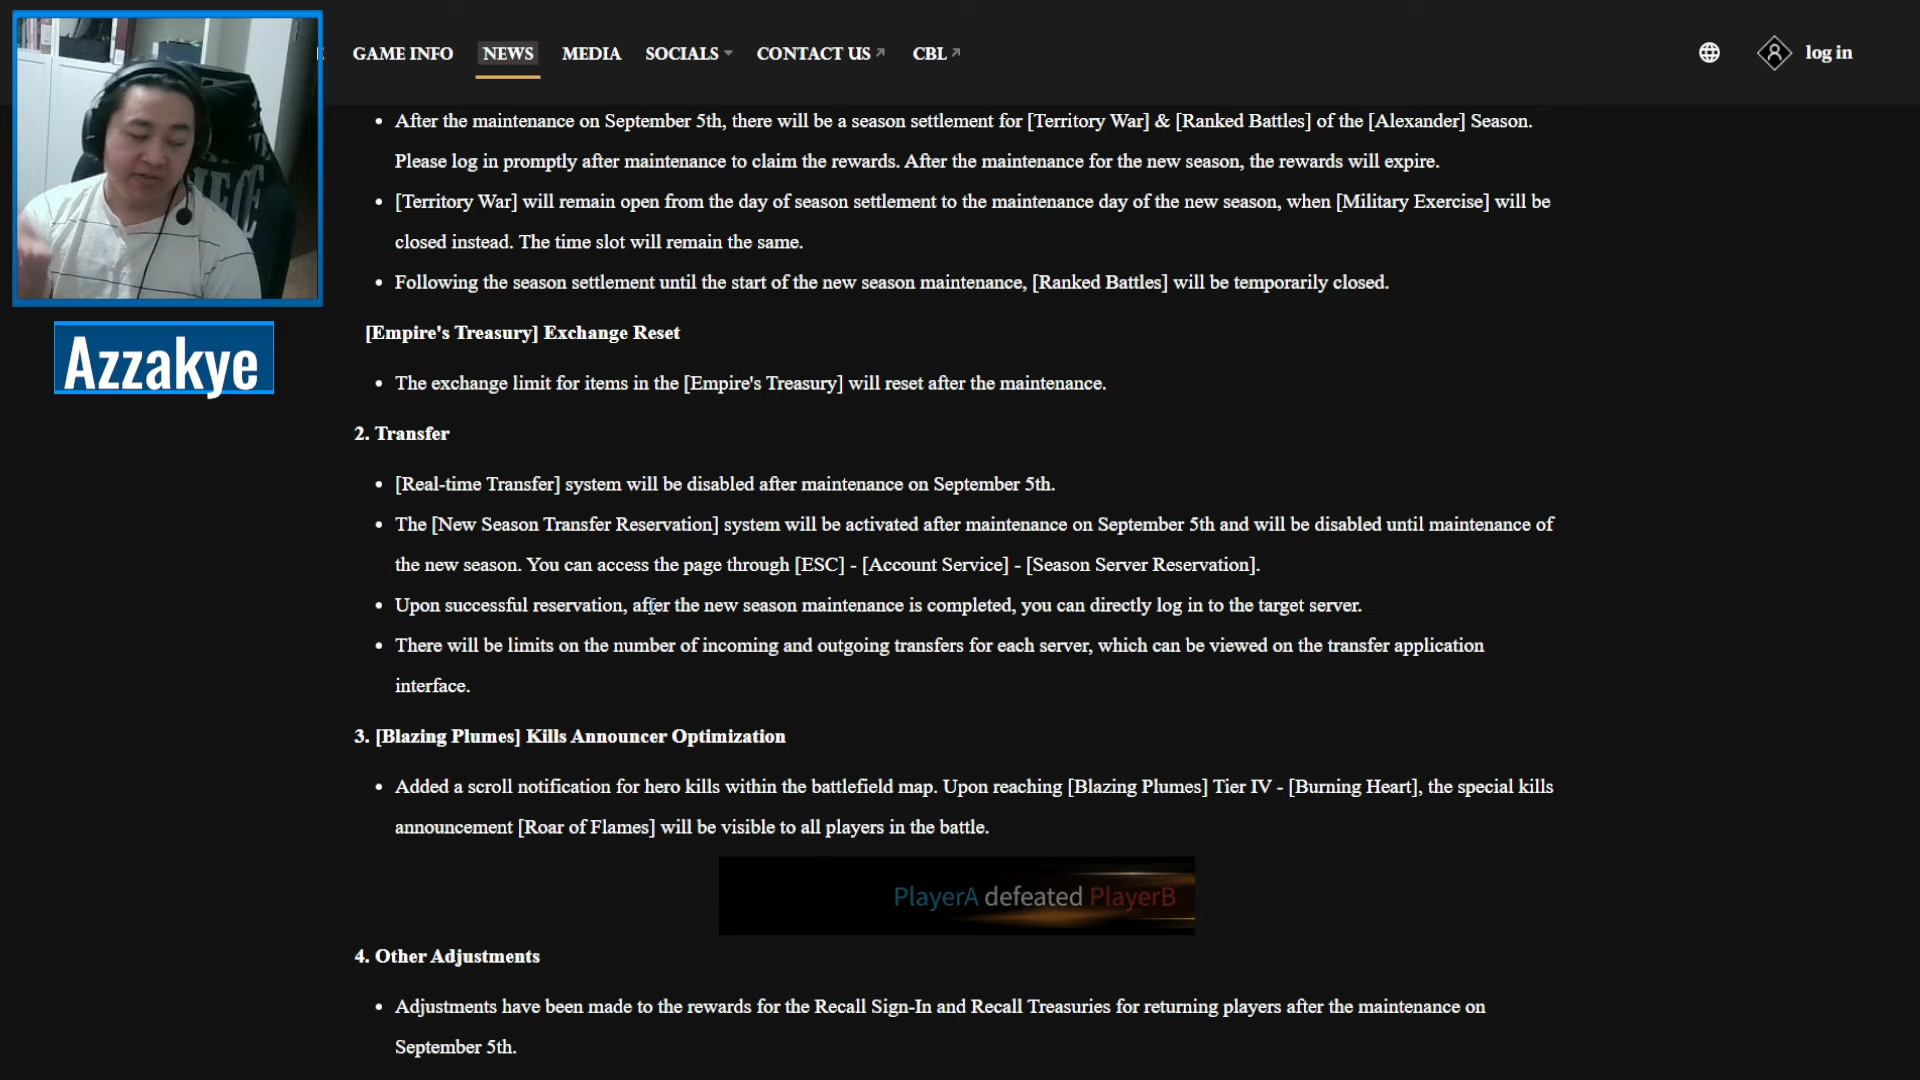 GAME INFO NEWS MEDIA SOCIALS CONTACT US CBL log in
• After the maintenance on September 5th, there will be a season settlement for [Territory War] & [Ranked Battles] of the [Alexander] Season.
Please log in promptly after maintenance to claim the rewards. After the maintenance for the new season, the rewards will expire.
• [Territory War] will remain open from the day of season settlement to the maintenance day of the new season, when [Military Exercise] will be
closed instead. The time slot will remain the same.
• Following the season settlement until the start of the new season maintenance, [Ranked Battles] will be temporarily closed.
Azzakye
[Empire's Treasury] Exchange Reset
• The exchange limit for items in the [Empire's Treasury] will reset after the maintenance.
2. Transfer
• [Real-time Transfer] system will be disabled after maintenance on September 5th.
• The [New Season Transfer Reservation] system will be activated after maintenance on September 5th and will be disabled until maintenance of
the new season. You can access the page through [ESC] - [Account Service] - [Season Server Reservation].
• Upon successful reservation, after the new season maintenance is completed, you can directly log in to the target server.
• There will be limits on the number of incoming and outgoing transfers for each server, which can be viewed on the transfer application
interface.
3. [Blazing Plumes] Kills Announcer Optimization
• Added a scroll notification for hero kills within the battlefield map. Upon reaching [Blazing Plumes] Tier IV - [Burning Heart], the special kills
announcement [Roar of Flames] will be visible to all players in the battle.
PlayerA defeated PlayerB
4. Other Adjustments
• Adjustments have been made to the rewards for the Recall Sign-In and Recall Treasuries for returning players after the maintenance on
September 5th.